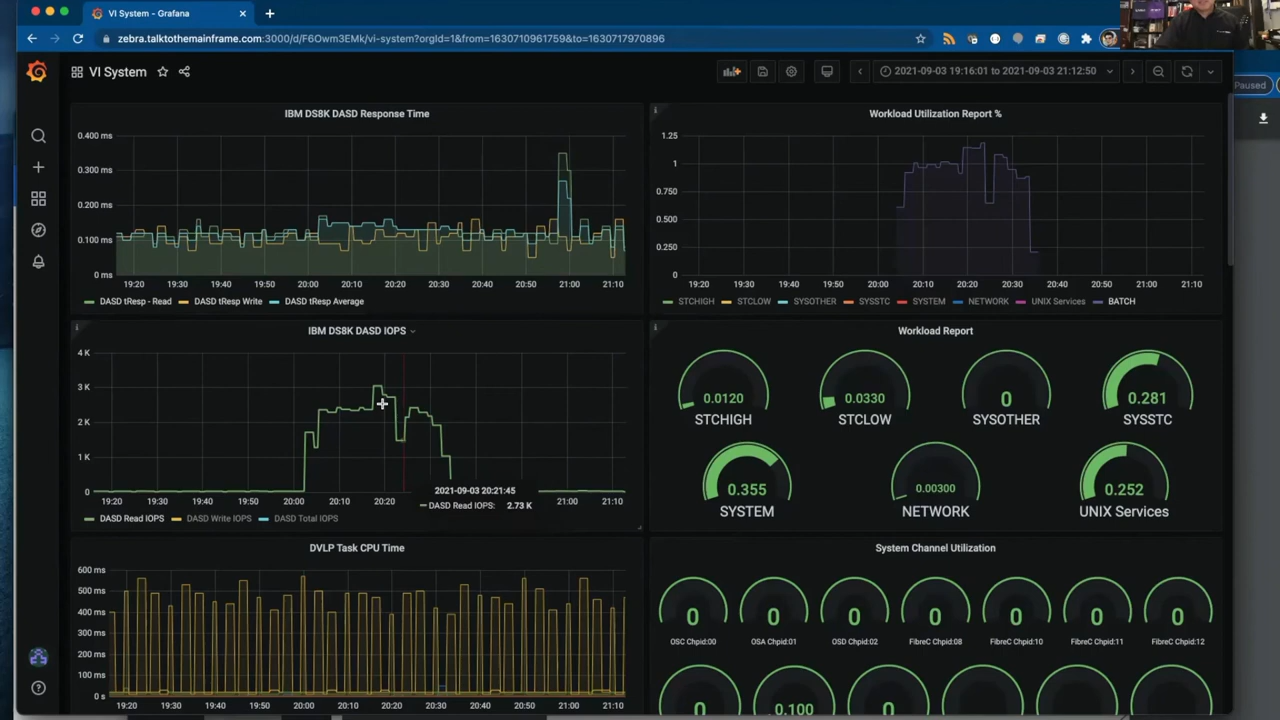 VI System - Grafana
zebra.talktothemainframe.com:3000/d/F6Owm3EMk/vi-system?orgId=1&from=1630710961759&to=1630717970896
VI System
2021-09-03 19:16:01 to 2021-09-03 21:12:50
Paused
IBM DS8K DASD Response Time
0.400 ms
0.300 ms
0.200 ms
0.100 ms
0 ms
19:20 19:30 19:40 19:50 20:00 20:10 20:20 20:30 20:40 20:50 21:00 21:10
DASD tResp - Read DASD tResp Write DASD tResp Average
Workload Utilization Report %
1.25
1
0.750
0.500
0.250
0
19:20 19:30 19:40 19:50 20:00 20:10 20:20 20:30 20:40 20:50 21:00 21:10
STCHIGH STCLOW SYSOTHER SYSSTC SYSTEM NETWORK UNIX Services BATCH
IBM DS8K DASD IOPS
4 K
3 K
2 K
1 K
0
19:20 19:30 19:40 19:50 20:00 20:10 20:20 21:00 21:10
2021-09-03 20:21:45
DASD Read IOPS: 2.73 K
DASD Read IOPS DASD Write IOPS DASD Total IOPS
Workload Report
0.0120 0.0330 0 0.281
STCHIGH STCLOW SYSOTHER SYSSTC
0.355 0.00300 0.252
SYSTEM NETWORK UNIX Services
DVLP Task CPU Time
600 ms
500 ms
400 ms
300 ms
200 ms
100 ms
0 s
19:20 19:30 19:40 19:50 20:00 20:10 20:20 20:30 20:40 20:50 21:00 21:10
System Channel Utilization
0 0 0 0 0 0 0
OSC Chpid:00 OSA Chpid:01 OSD Chpid:02 FibreC Chpid:08 FibreC Chpid:10 FibreC Chpid:11 FibreC Chpid:12
0 0.100 0